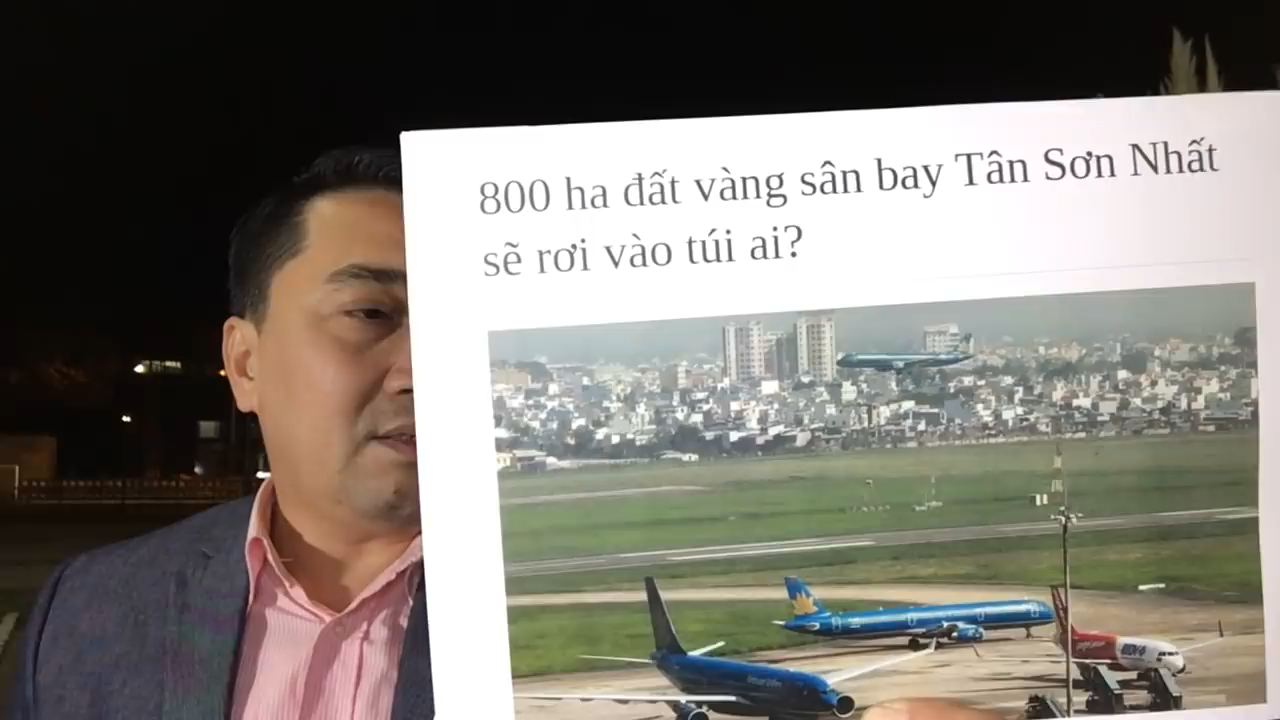 800 ha đất vàng sân bay Tân Sơn Nhất
sẽ rơi vào túi ai?